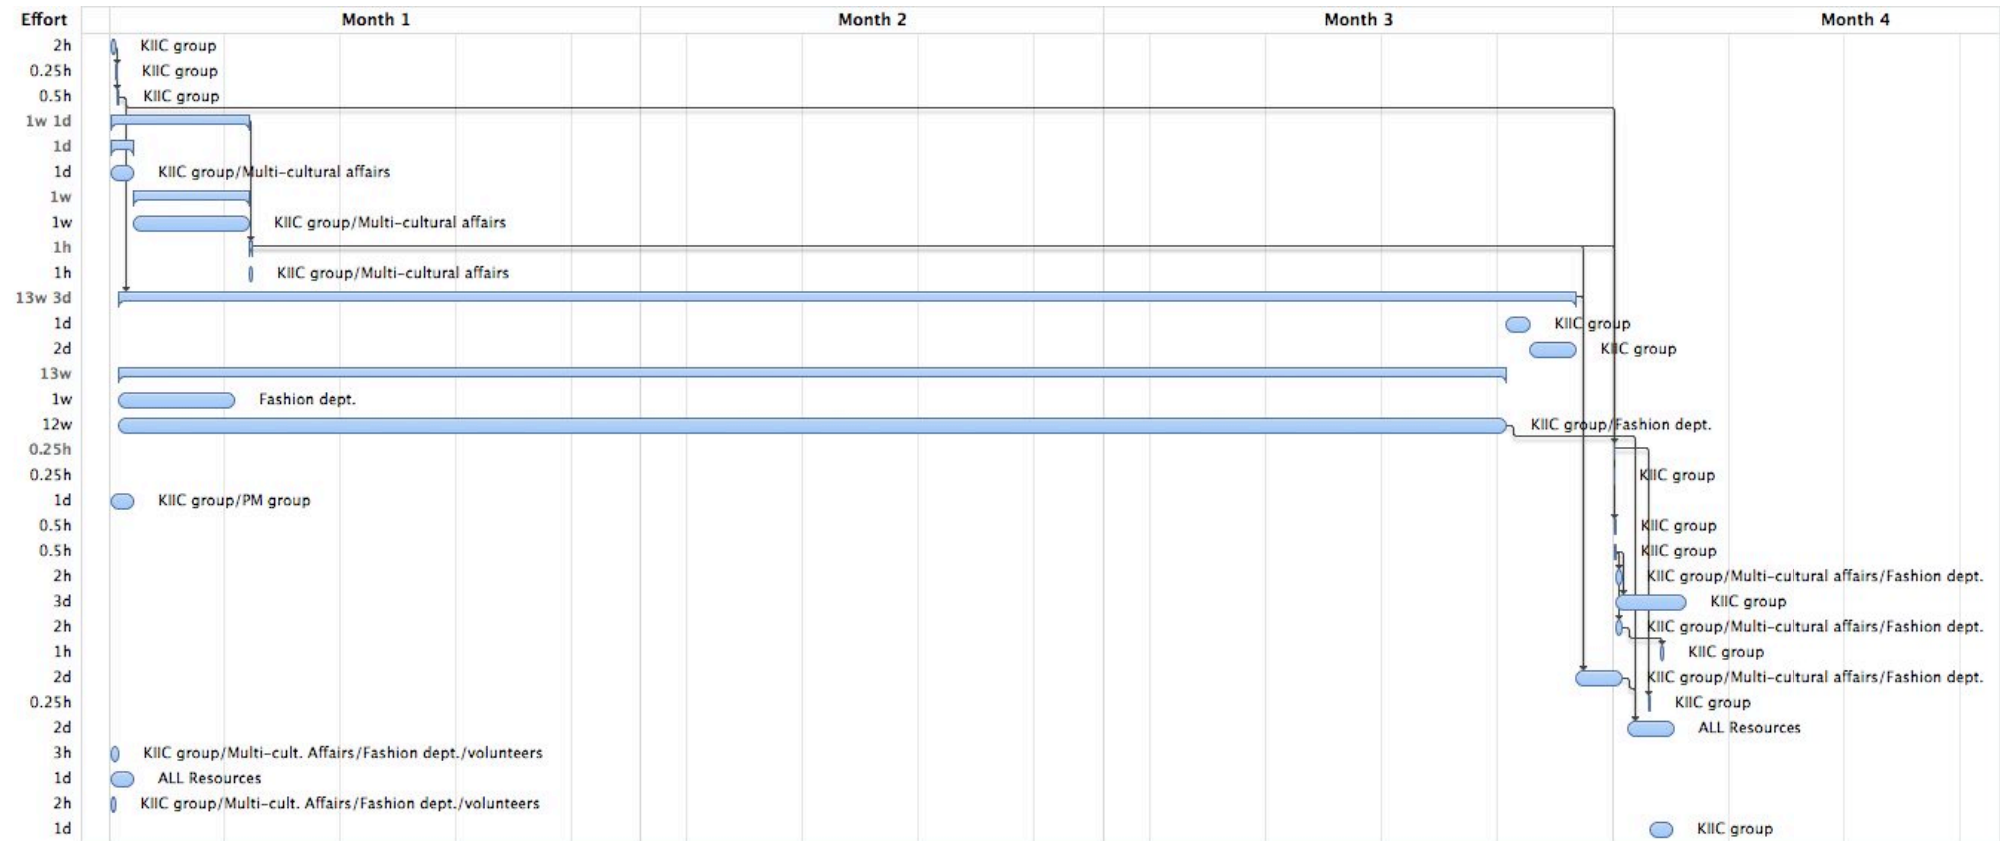 Effort Month 1 Month 2 Month 3 Month 4
2h KIIC group
0.25h KIIC group
0.5h KIIC group
1w 1d
1d
1d KIIC group/Multi-cultural affairs
1w
1w KIIC group/Multi-cultural affairs
1h
1h KIIC group/Multi-cultural affairs
13w 3d
1d KIIC group
2d KIIC group
13w
1w Fashion dept.
12w KIIC group/Fashion dept.
0.25h
0.25h KIIC group
1d KIIC group/PM group
0.5h KIIC group
0.5h KIIC group
2h KIIC group/Multi-cultural affairs/Fashion dept.
3d KIIC group
2h KIIC group/Multi-cultural affairs/Fashion dept.
1h KIIC group
2d KIIC group/Multi-cultural affairs/Fashion dept.
0.25h KIIC group
2d ALL Resources
3h KIIC group/Multi-cult. Affairs/Fashion dept./volunteers
1d ALL Resources
2h KIIC group/Multi-cult. Affairs/Fashion dept./volunteers
1d KIIC group